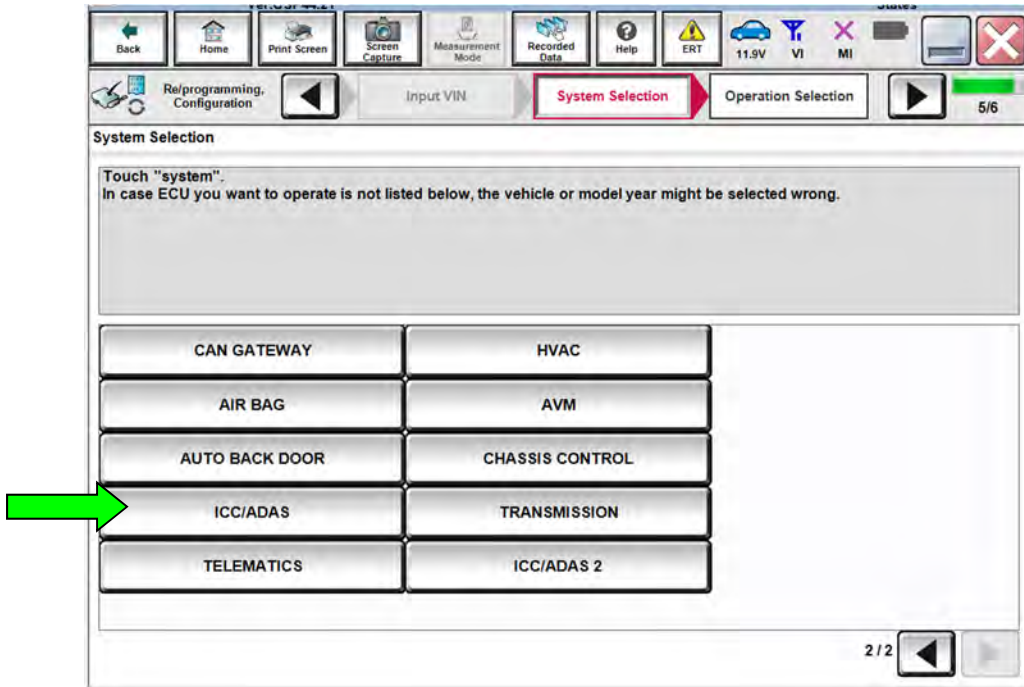 Back
Home
Print Screen
Screen
Capture
Measurement
Mode
Recorded
Data
Help
ERT
11.9V
VI
MI
Re/programming,
Configuration
Input VIN
System Selection
Operation Selection
5/6
System Selection
Touch "system".
In case ECU you want to operate is not listed below, the vehicle or model year might be selected wrong.
CAN GATEWAY
HVAC
AIR BAG
AVM
AUTO BACK DOOR
CHASSIS CONTROL
ICC/ADAS
TRANSMISSION
TELEMATICS
ICC/ADAS 2
2/2